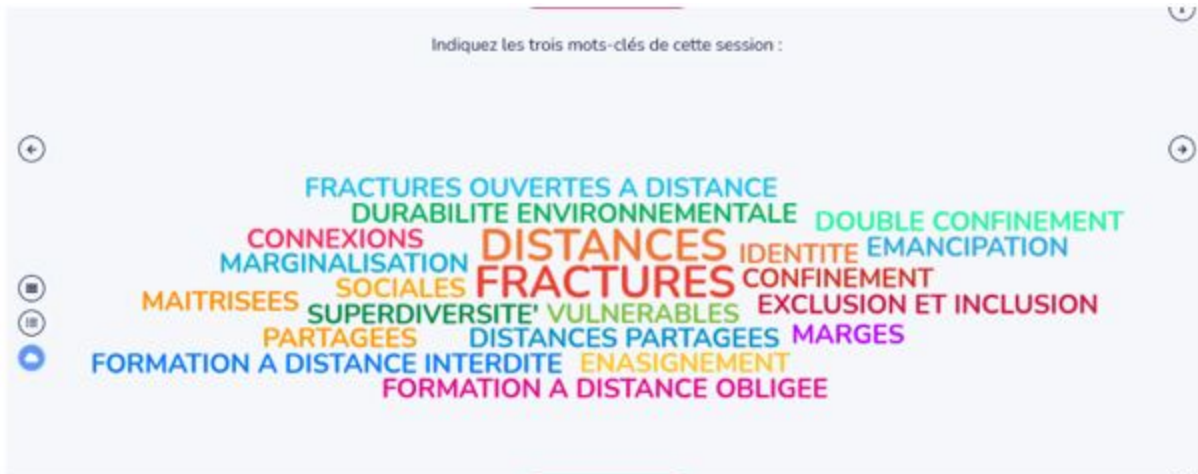 Indiquez les trois mots-clés de cette session :
FRACTURES OUVERTES A DISTANCE
DURABILITE ENVIRONNEMENTALE
DOUBLE CONFINEMENT
CONNEXIONS
DISTANCES
IDENTITE
EMANCIPATION
MARGINALISATION
SOCIALES
FRACTURES
CONFINEMENT
MAITRISEES
SUPERDIVERSITE'
VULNERABLES
EXCLUSION ET INCLUSION
PARTAGEES
DISTANCES PARTAGEES
MARGES
FORMATION A DISTANCE INTERDITE
ENASIGNEMENT
FORMATION A DISTANCE OBLIGEE